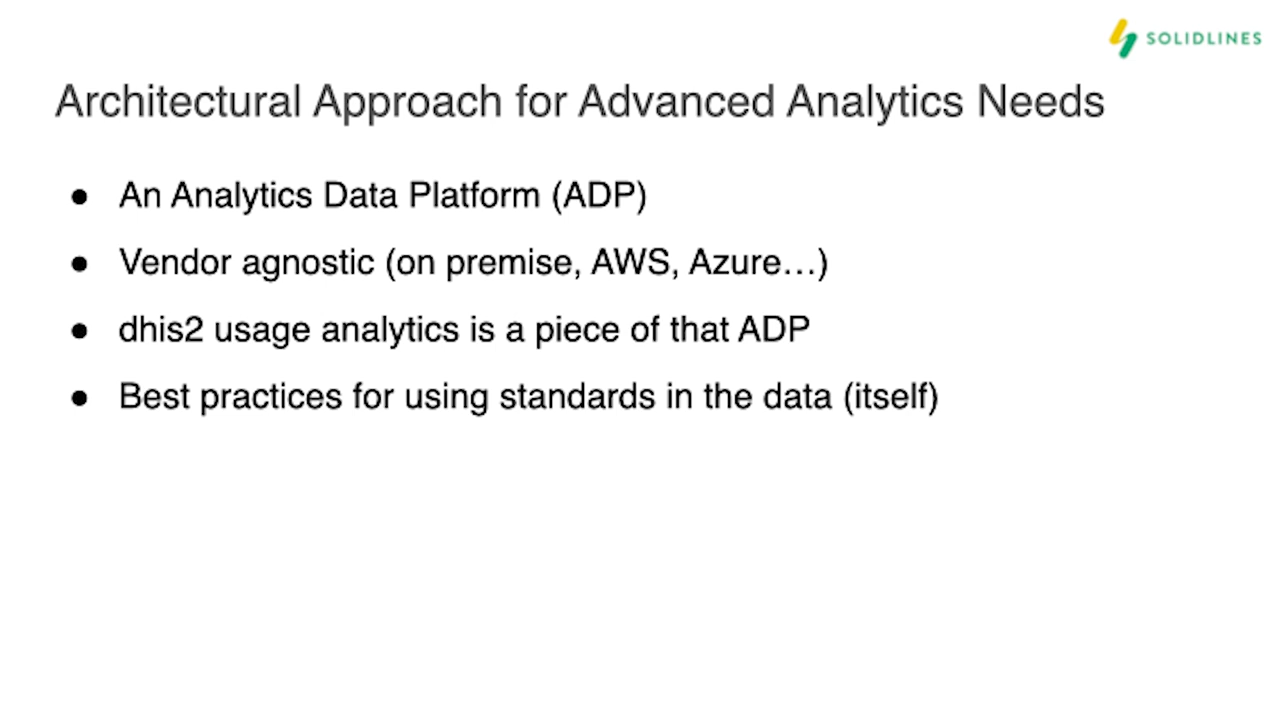 SOLIDLINES
Architectural Approach for Advanced Analytics Needs
● An Analytics Data Platform (ADP)
● Vendor agnostic (on premise, AWS, Azure…)
● dhis2 usage analytics is a piece of that ADP
● Best practices for using standards in the data (itself)